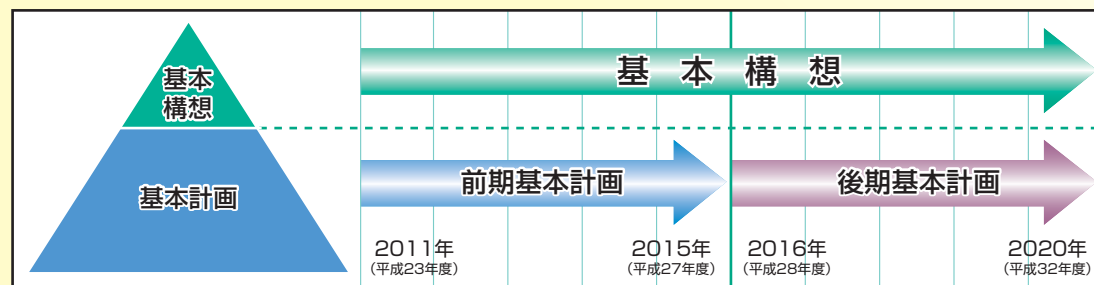 基本
構想
基本計画
基本構想
前期基本計画
後期基本計画
2011年
(平成23年度)
2015年
(平成27年度)
2016年
(平成28年度)
2020年
(平成32年度)